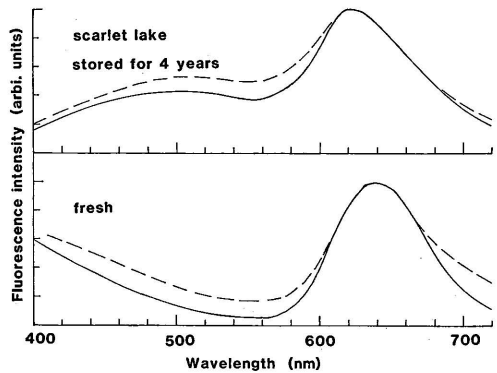 scarlet lake
stored for 4 years
fresh
Fluorescence intensity (arbi. units)
400 500 600 700
Wavelength (nm)